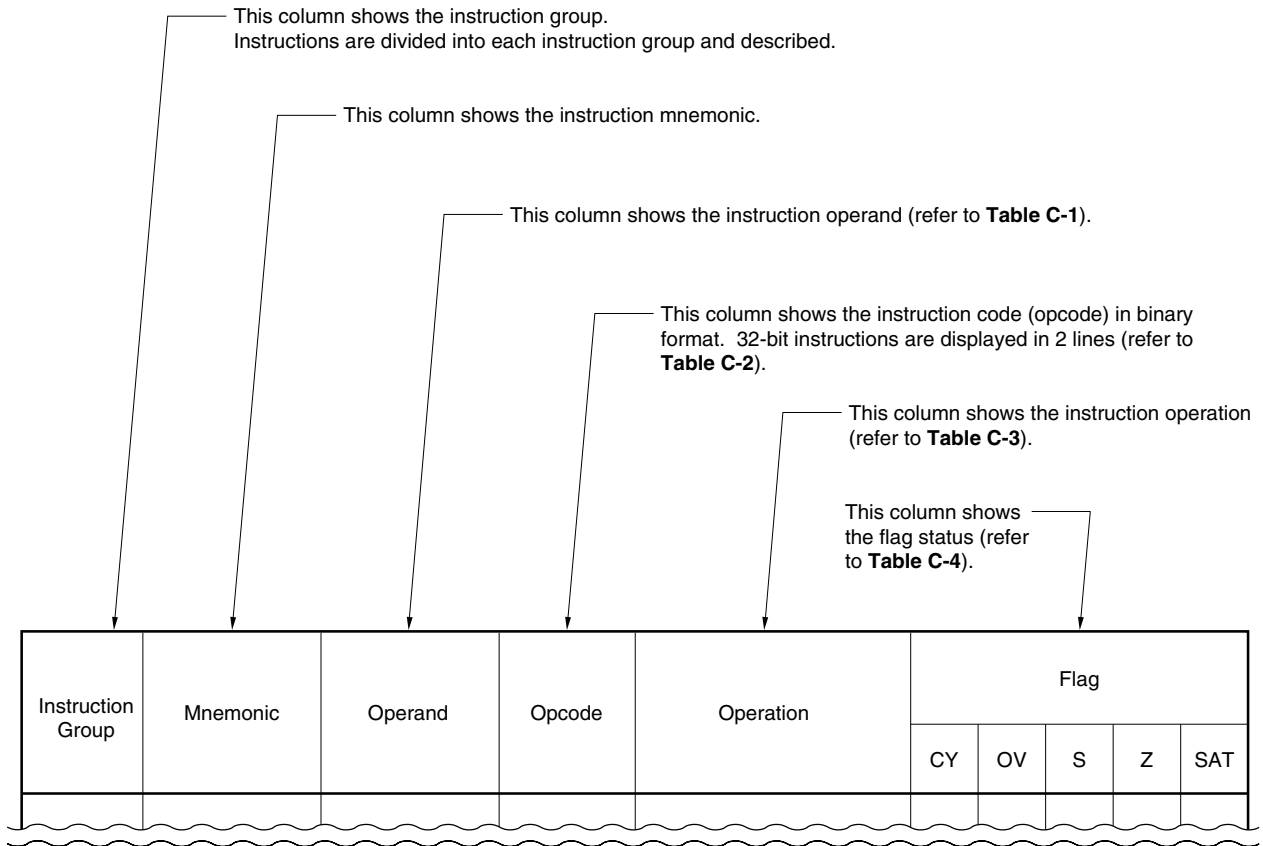 This column shows the instruction group.
Instructions are divided into each instruction group and described.
This column shows the instruction mnemonic.
This column shows the instruction operand (refer to Table C-1).
This column shows the instruction code (opcode) in binary
format. 32-bit instructions are displayed in 2 lines (refer to
Table C-2).
This column shows the instruction operation
(refer to Table C-3).
This column shows
the flag status (refer
to Table C-4).
Instruction
Group
Mnemonic
Operand
Opcode
Operation
Flag
CY
OV
S
Z
SAT